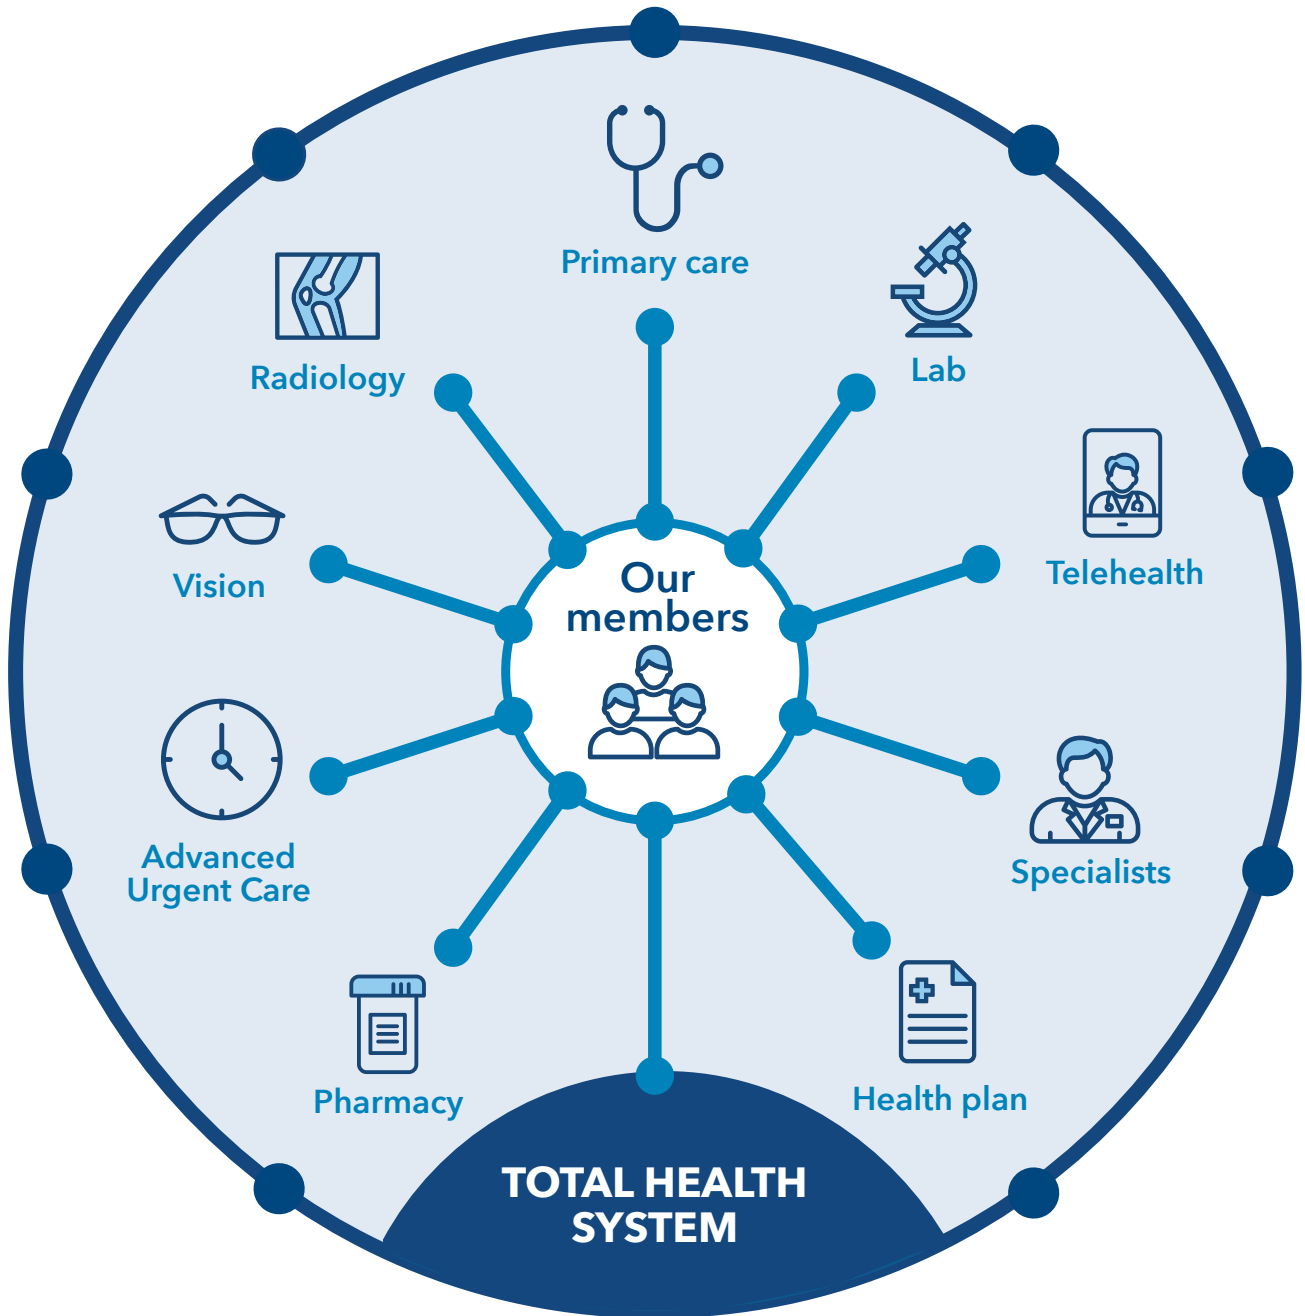 Primary care
Lab
Radiology
Telehealth
Vision
Our
members
Specialists
Advanced
Urgent Care
Health plan
Pharmacy
TOTAL HEALTH
SYSTEM